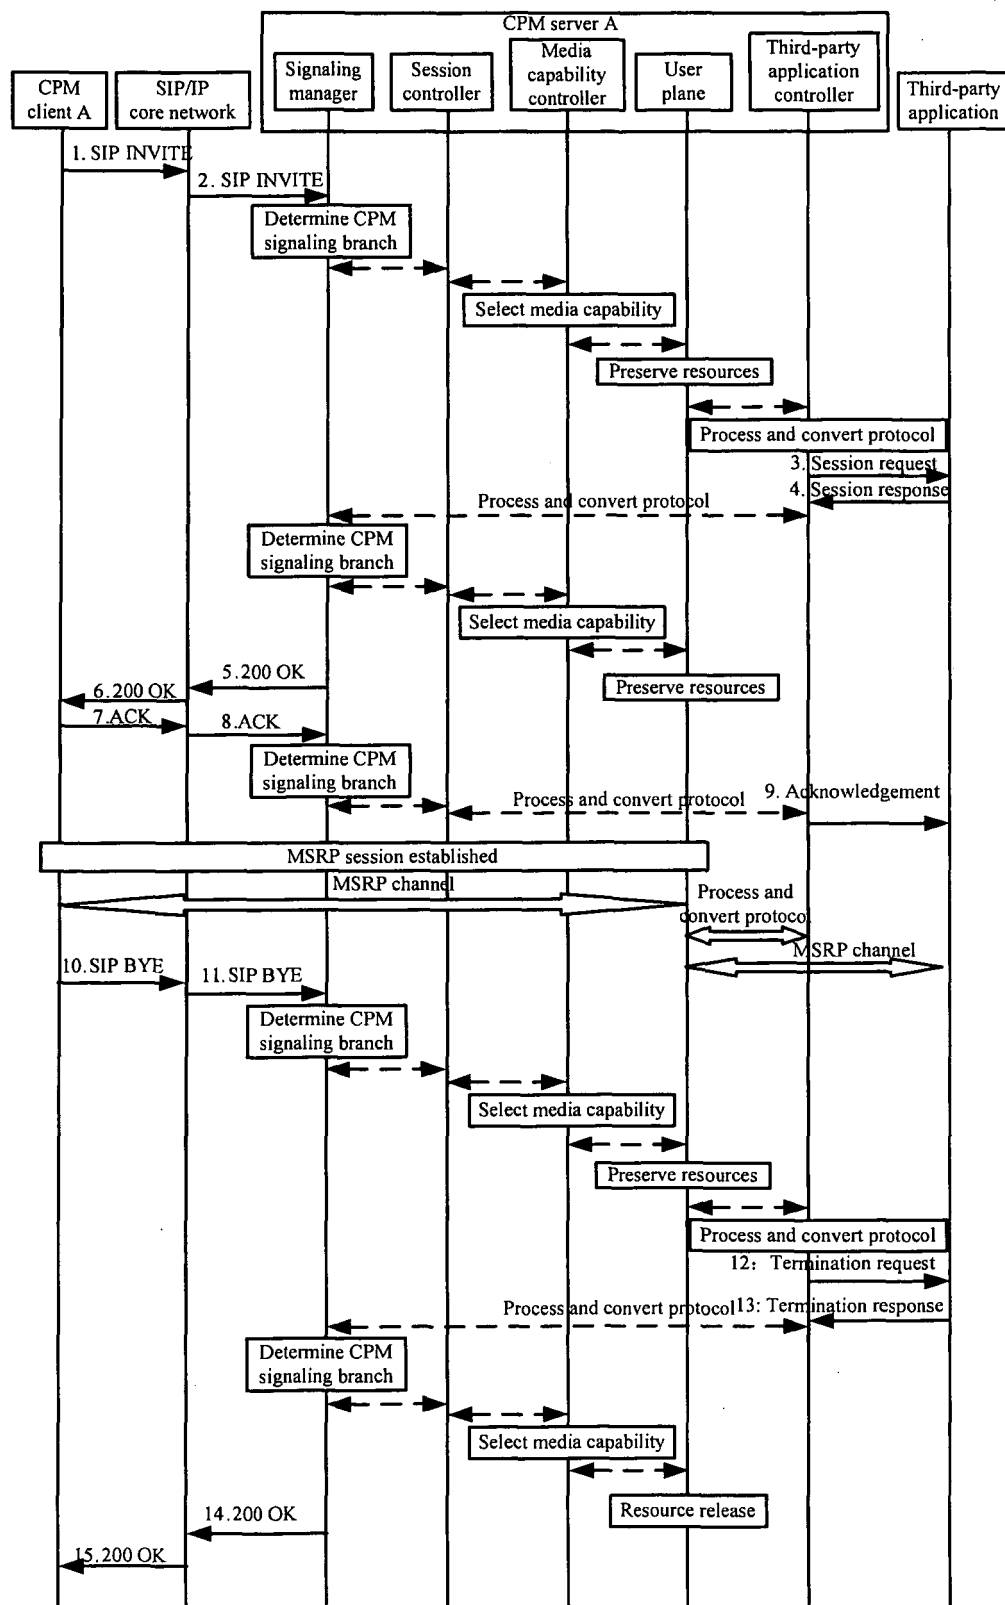 CPM server A
CPM
client A
SIP/IP
core network
Signaling
manager
Session
controller
Media
capability
controller
User
plane
Third-party
application
controller
Third-party
application
1. SIP INVITE
2. SIP INVITE
Determine CPM
signaling branch
Select media capability
Preserve resources
Process and convert protocol
3. Session request
4. Session response
Process and convert protocol
Determine CPM
signaling branch
Select media capability
Preserve resources
5.200 OK
6.200 OK
7.ACK
8.ACK
Determine CPM
signaling branch
Process and convert protocol
9. Acknowledgement
MSRP session established
MSRP channel
Process and
convert protocol
MSRP channel
10.SIP BYE
11.SIP BYE
Determine CPM
signaling branch
Select media capability
Preserve resources
Process and convert protocol
12: Termination request
13: Termination response
Process and convert protocol
Determine CPM
signaling branch
Select media capability
Resource release
14.200 OK
15.200 OK